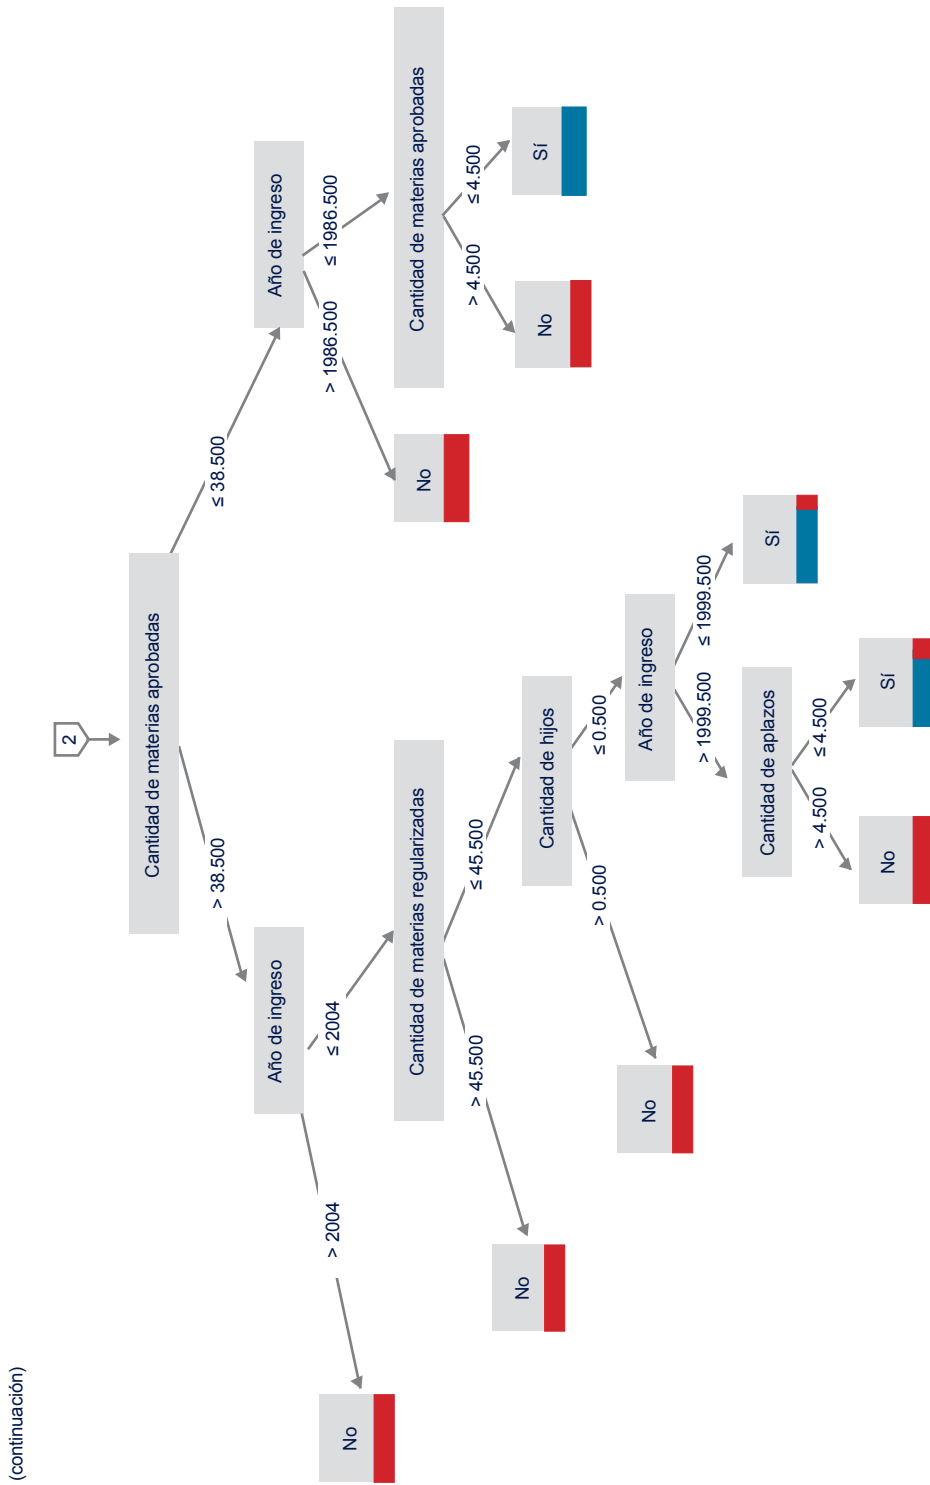 (continuación)
2
Cantidad de materias aprobadas
> 38.500
≤ 38.500
Año de ingreso
Año de ingreso
> 2004
≤ 2004
> 1986.500
≤ 1986.500
No
Cantidad de materias regularizadas
No
Cantidad de materias aprobadas
> 45.500
≤ 45.500
> 4.500
≤ 4.500
No
Cantidad de hijos
No
Sí
> 0.500
≤ 0.500
No
Año de ingreso
> 1999.500
≤ 1999.500
Cantidad de aplazos
Sí
> 4.500
≤ 4.500
No
Sí